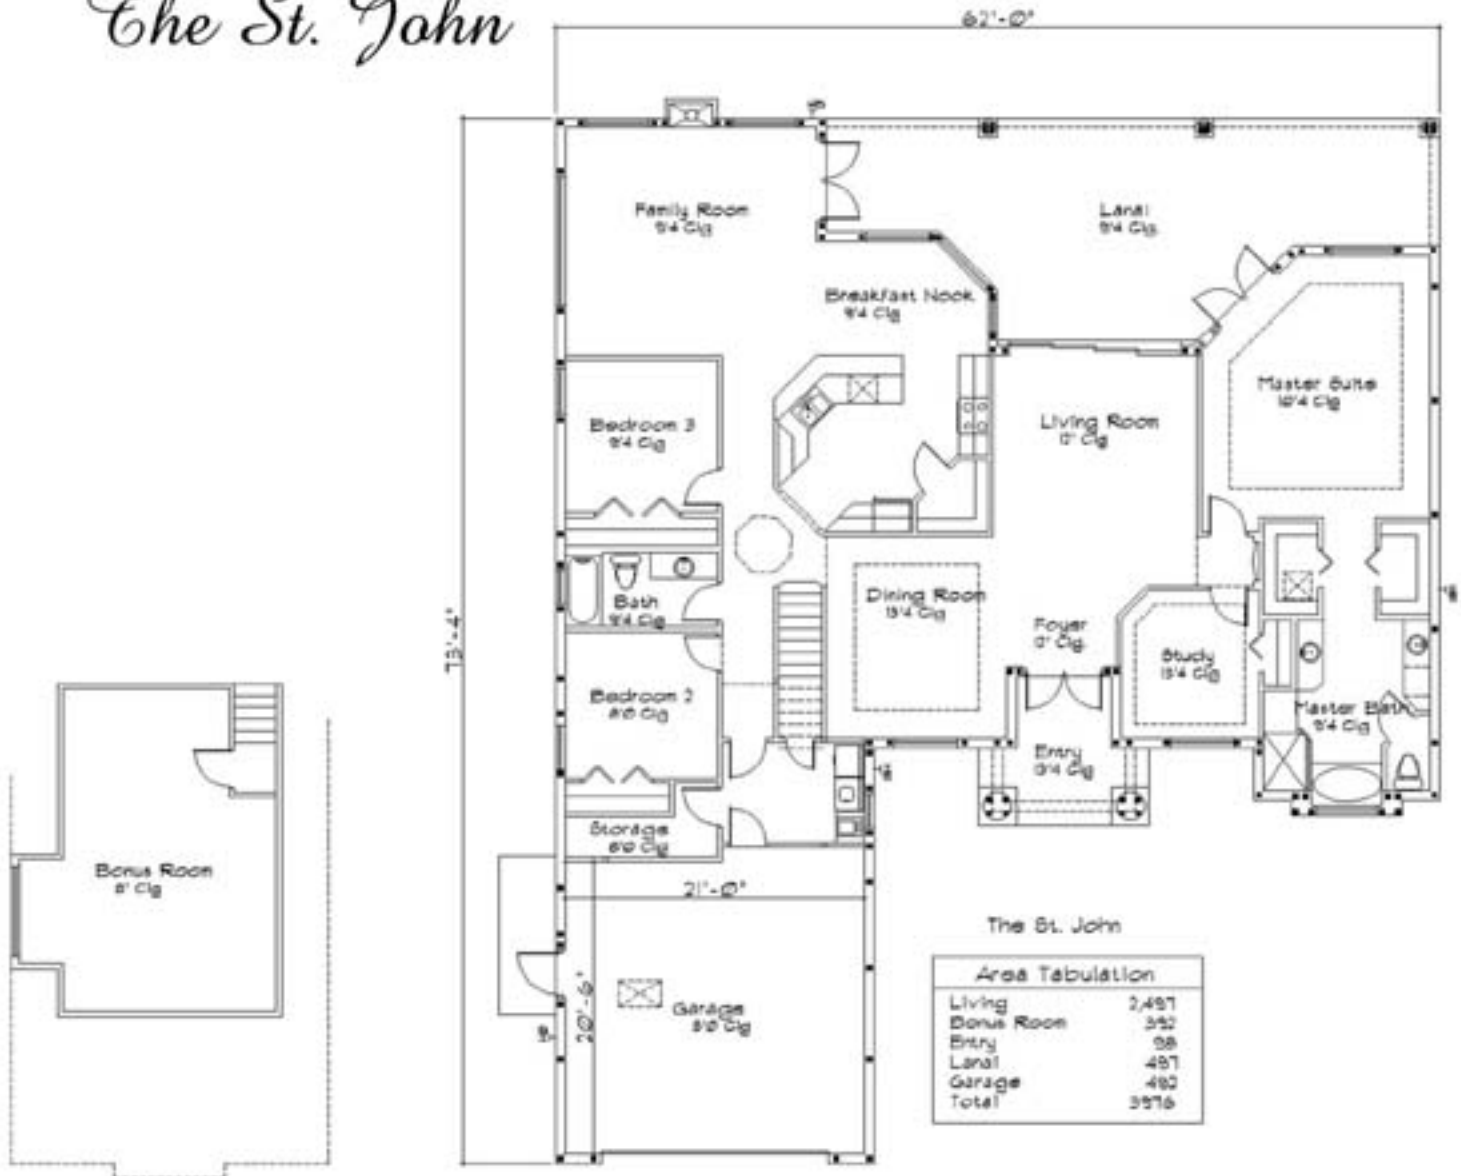 The St. John
62'-0"
Family Room
9'4 Clg
Lanai
9'4 Clg
Breakfast Nook
9'4 Clg
Master Suite
10'4 Clg
Bedroom 3
9'4 Clg
Living Room
12' Clg
Bath
9'4 Clg
Dining Room
13'4 Clg
Foyer
12' Clg.
73'-4"
Study
13'4 Clg
Bedroom 2
8'0 Clg
Master Bath
9'4 Clg
Entry
13'4 Clg
Storage
8'0 Clg
Bonus Room
8' Clg
21'-0"
20'-6"
Garage
8'0 Clg
The St. John
Area Tabulation
Living
Bonus Room 392
Entry 98
Lanai
Garage
Total